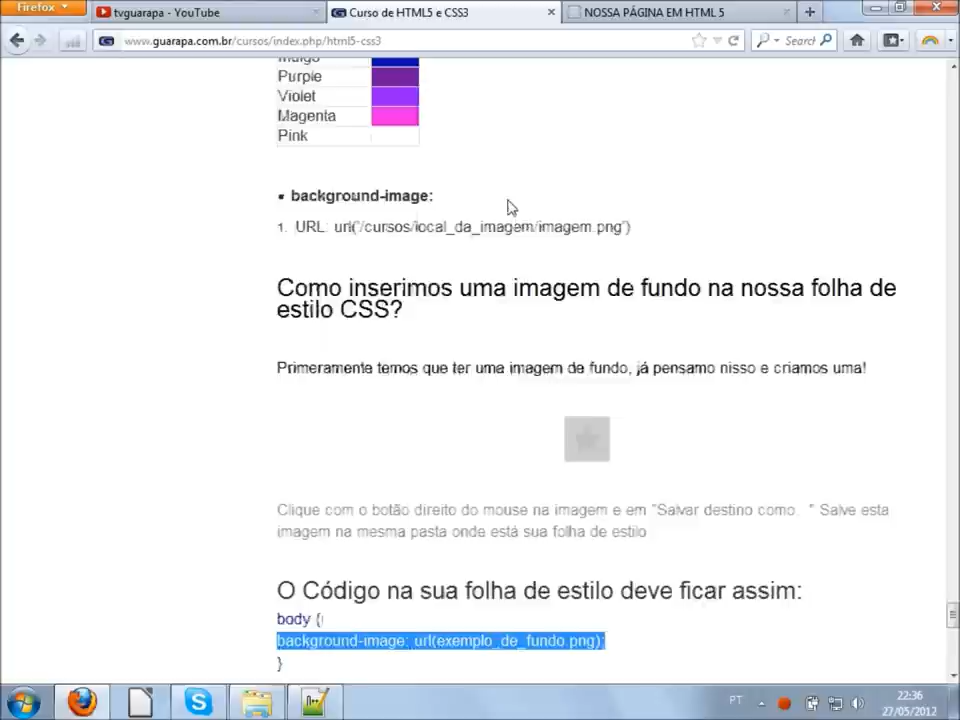 Firefox
tvguarapa - YouTube
Curso de HTML5 e CSS3
NOSSA PÁGINA EM HTML 5
www.guarapa.com.br/cursos/index.php/html5-css3
Search
Indigo
Purple
Violet
Magenta
Pink
• background-image:
1. URL: url("/cursos/local_da_imagem/imagem.png")
Como inserimos uma imagem de fundo na nossa folha de
estilo CSS?
Primeramente temos que ter uma imagem de fundo, já pensamo nisso e criamos uma!
Clique com o botão direito do mouse na imagem e em "Salvar destino como..." Salve esta
imagem na mesma pasta onde está sua folha de estilo
O Código na sua folha de estilo deve ficar assim:
body {
background-image: url(exemplo_de_fundo.png);
}
PT
22:36
27/05/2012